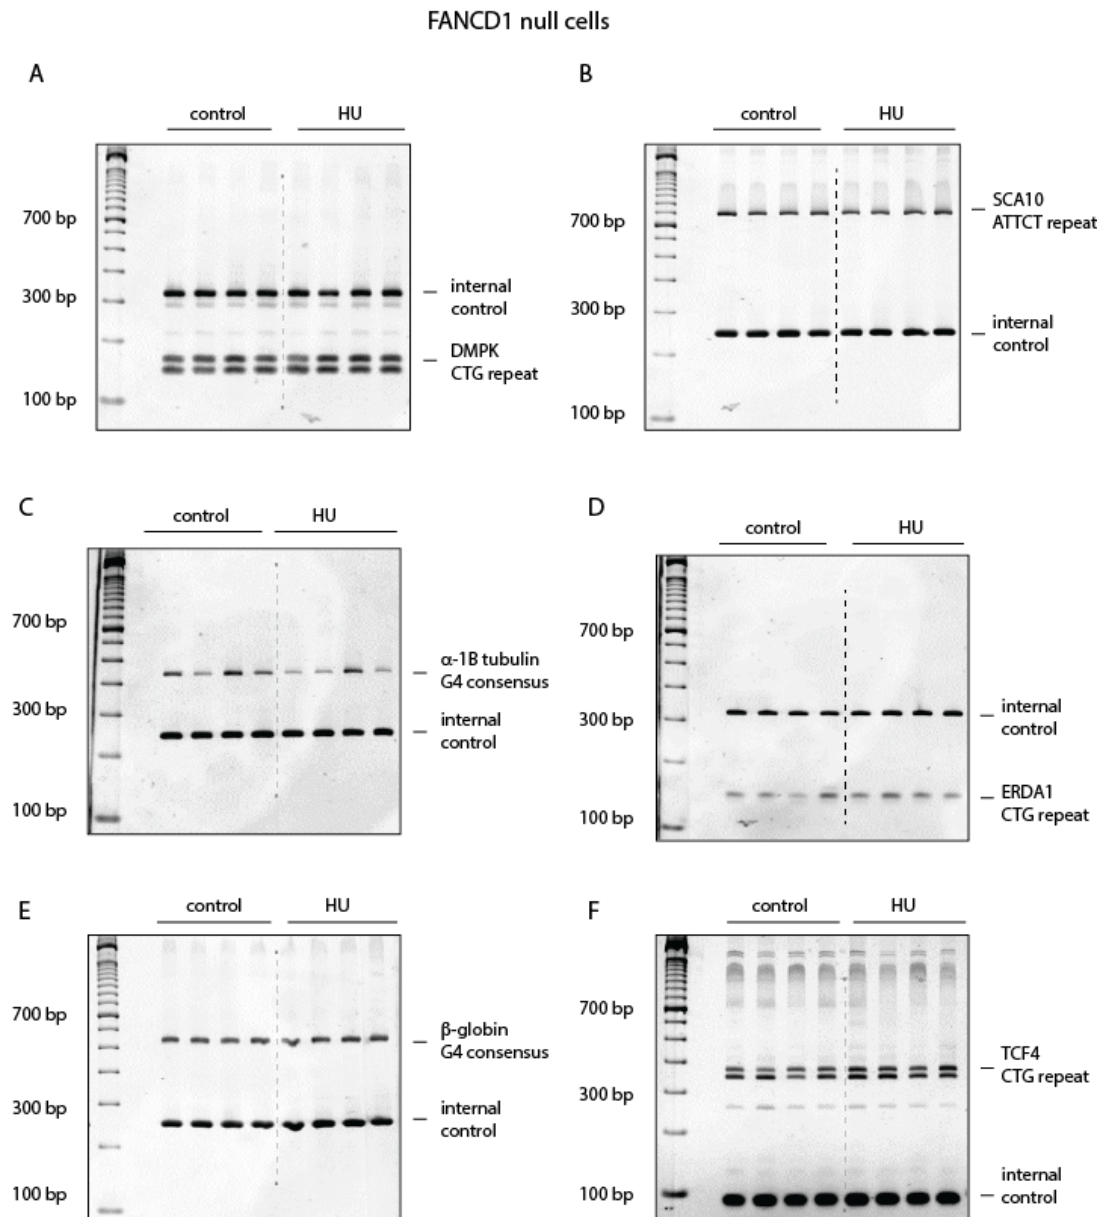 FANCD1 null cells
A
control HU
700 bp
300 bp
100 bp
internal
control
DMPK
CTG repeat
B
control HU
700 bp
300 bp
100 bp
SCA10
ATTCT repeat
internal
control
C
control HU
700 bp
300 bp
100 bp
α-1B tubulin
G4 consensus
internal
control
D
control HU
700 bp
300 bp
100 bp
internal
control
ERDA1
CTG repeat
E
control HU
700 bp
300 bp
100 bp
β-globin
G4 consensus
internal
control
F
control HU
700 bp
300 bp
100 bp
TCF4
CTG repeat
internal
control